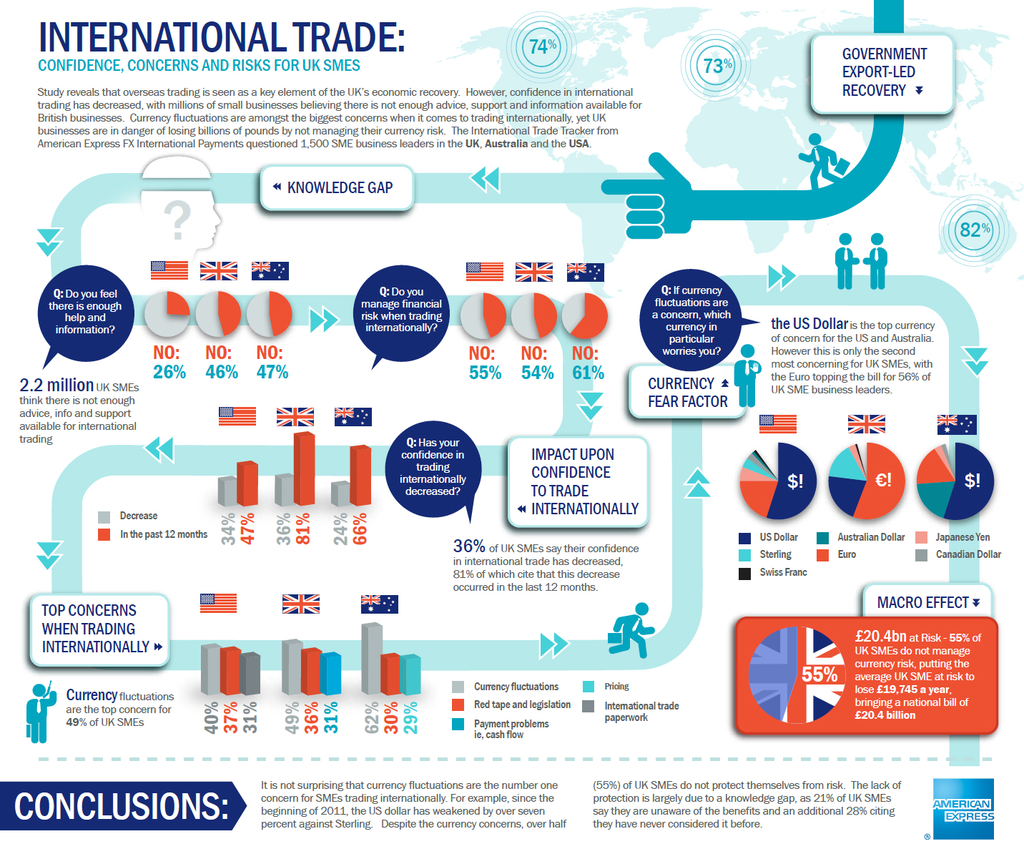 INTERNATIONAL TRADE:
CONFIDENCE, CONCERNS AND RISKS FOR UK SMES
Study reveals that overseas trading is seen as a key element of the UK's economic recovery. However, confidence in international
trading has decreased, with millions of small businesses believing there is not enough advice, support and information available for
British businesses. Currency fluctuations are amongst the biggest concerns when it comes to trading internationally, yet UK
businesses are in danger of losing billions of pounds by not managing their currency risk. The International Trade Tracker from
American Express FX International Payments questioned 1,500 SME business leaders in the UK, Australia and the USA.
74%
73%
82%
GOVERNMENT
EXPORT-LED
RECOVERY
KNOWLEDGE GAP
?
Q: Do you feel
there is enough
help and
information?
NO:
26%
NO:
46%
NO:
47%
2.2 million UK SMEs
think there is not enough
advice, info and support
available for international
trading
Q: Do you
manage financial
risk when trading
internationally?
NO:
55%
NO:
54%
NO:
61%
Q: If currency
fluctuations are
a concern, which
currency in
particular
worries you?
CURRENCY
FEAR FACTOR
the US Dollar is the top currency
of concern for the US and Australia.
However this is only the second
most concerning for UK SMEs, with
the Euro topping the bill for 56% of
UK SME business leaders.
$!
€!
$!
US Dollar
Australian Dollar
Japanese Yen
Sterling
Euro
Canadian Dollar
Swiss Franc
Q: Has your
confidence in
trading
internationally
decreased?
IMPACT UPON
CONFIDENCE
TO TRADE
INTERNATIONALLY
Decrease
In the past 12 months
34%
47%
36%
81%
24%
66%
36% of UK SMEs say their confidence
in international trade has decreased,
81% of which cite that this decrease
occurred in the last 12 months.
TOP CONCERNS
WHEN TRADING
INTERNATIONALLY
Currency fluctuations
are the top concern for
49% of UK SMEs
40%
37%
31%
49%
36%
31%
62%
30%
29%
Currency fluctuations
Red tape and legislation
Payment problems
ie, cash flow
Pricing
International trade
paperwork
MACRO EFFECT
55%
£20.4bn at Risk - 55% of
UK SMEs do not manage
currency risk, putting the
average UK SME at risk to
lose £19,745 a year,
bringing a national bill of
£20.4 billion
CONCLUSIONS:
It is not surprising that currency fluctuations are the number one
concern for SMEs trading internationally. For example, since the
beginning of 2011, the US dollar has weakened by over seven
percent against Sterling. Despite the currency concerns, over half
(55%) of UK SMEs do not protect themselves from risk. The lack of
protection is largely due to a knowledge gap, as 21% of UK SMEs
say they are unaware of the benefits and an additional 28% citing
they have never considered it before.
AMERICAN
EXPRESS
®